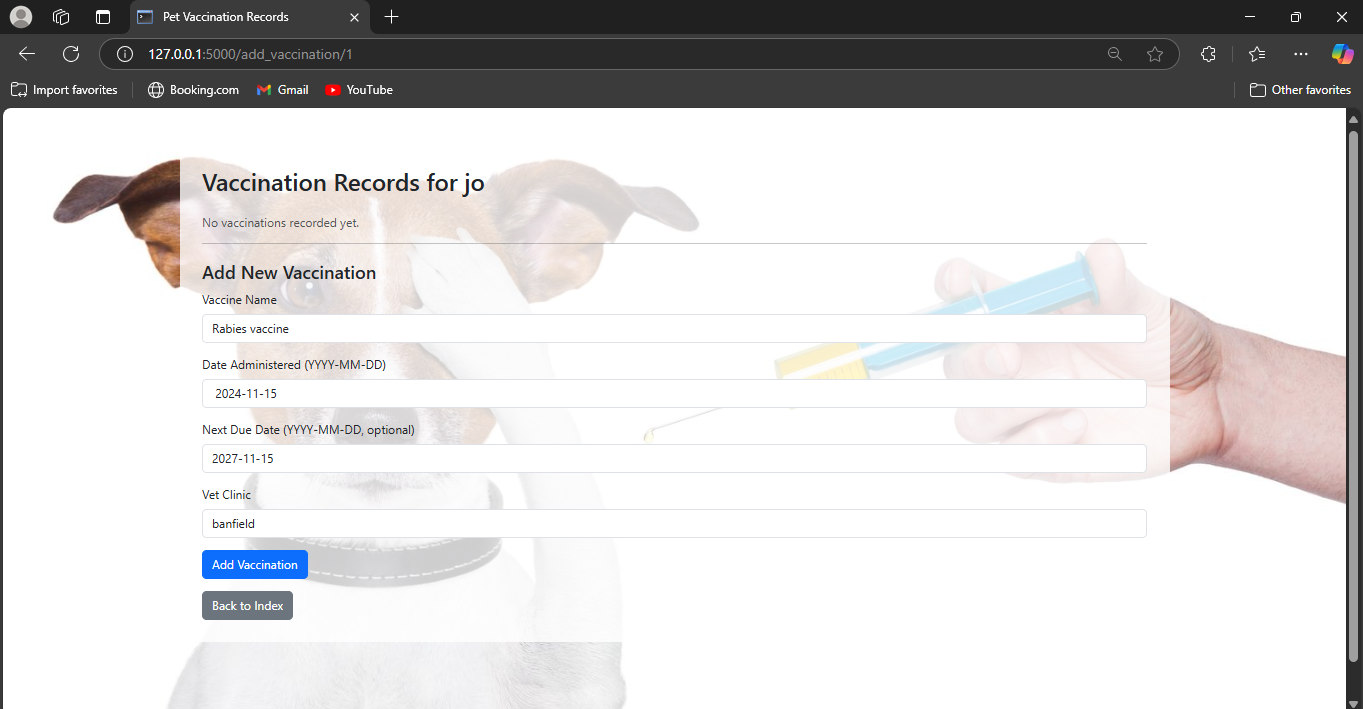 Pet Vaccination Records
127.0.0.1:5000/add_vaccination/1
Import favorites Booking.com Gmail YouTube Other favorites
Vaccination Records for jo
No vaccinations recorded yet.
Add New Vaccination
Vaccine Name
Rabies vaccine
Date Administered (YYYY-MM-DD)
2024-11-15
Next Due Date (YYYY-MM-DD, optional)
2027-11-15
Vet Clinic
banfield
Add Vaccination
Back to Index